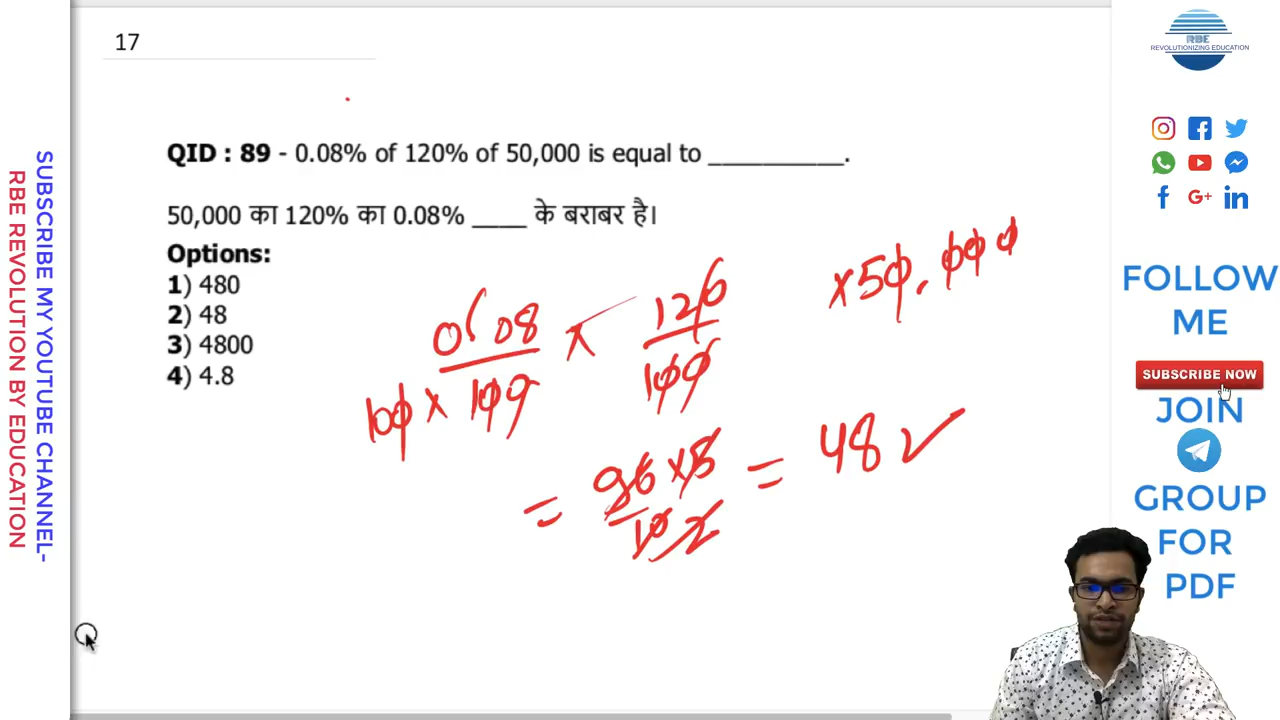 17
QID : 89 - 0.08% of 120% of 50,000 is equal to __________.
50,000 का 120% का 0.08% ____ के बराबर है।
Options:
1) 480
2) 48
3) 4800
4) 4.8
0.08 × 120 × 50,000
100 × 100 100
= 96 × 5 = 48 ✓
10 2
SUBSCRIBE MY YOUTUBE CHANNEL-
RBE REVOLUTION BY EDUCATION
RBE
REVOLUTIONIZING EDUCATION
FOLLOW
ME
SUBSCRIBE NOW
JOIN
GROUP
FOR
PDF